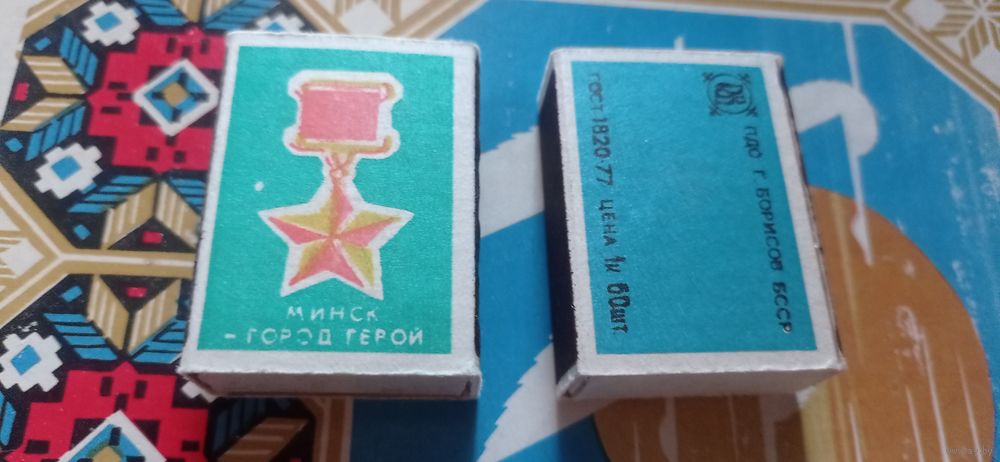 МИНСК
- ГОРОД ГЕРОЙ
ПДО г. БОРИСОВ БССР
ГОСТ 1820-77 ЦЕНА 1к 60шт